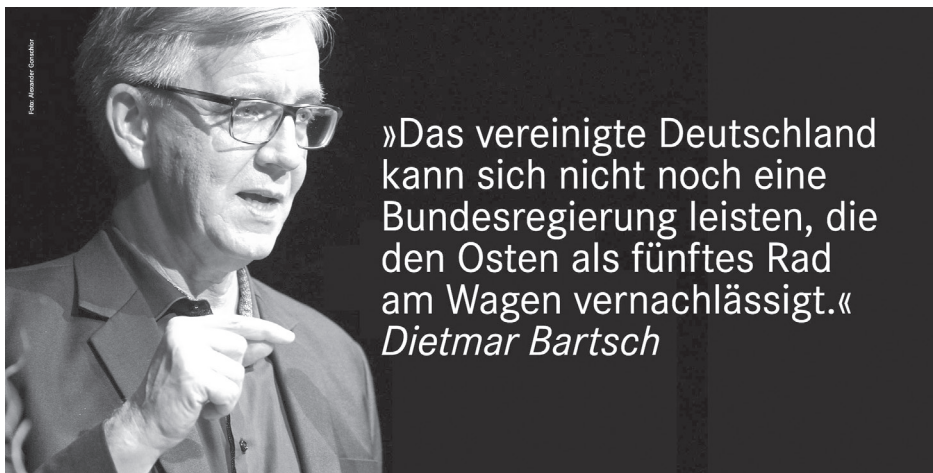 Foto: Alexander Gonschior
»Das vereinigte Deutschland
kann sich nicht noch eine
Bundesregierung leisten, die
den Osten als fünftes Rad
am Wagen vernachlässigt.«
Dietmar Bartsch